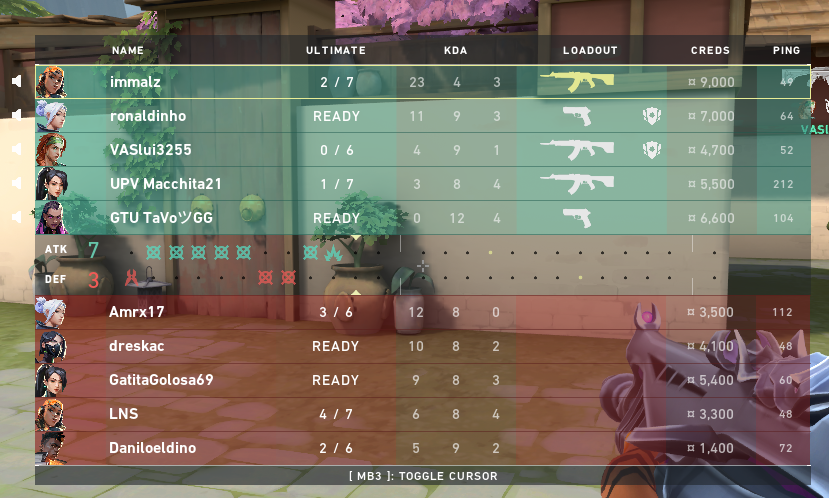 NAME ULTIMATE KDA LOADOUT CREDS PING
immalz 2 / 7 23 4 3 ¤ 9,000 49
ronaldinho READY 11 9 3 ¤ 7,000 64
VASlui3255 0 / 6 4 9 1 ¤ 4,700 52
UPV Macchita21 1 / 7 3 8 4 ¤ 5,500 212
GTU TaVoツGG READY 0 12 4 ¤ 6,600 104
ATK 7
DEF 3
Amrx17 3 / 6 12 8 0 ¤ 3,500 112
dreskac READY 10 8 2 ¤ 4,100 48
GatitaGolosa69 READY 9 8 3 ¤ 5,400 60
LNS 4 / 7 6 8 4 ¤ 3,300 48
Daniloeldino 2 / 6 5 9 2 ¤ 1,400 72
[ MB3 ]: TOGGLE CURSOR